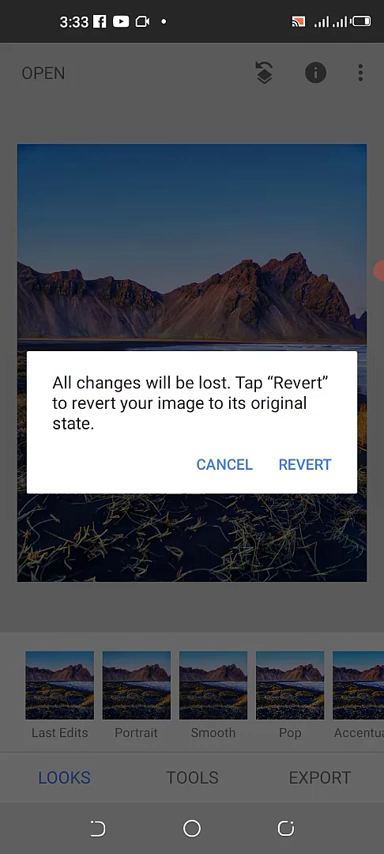 3:33
OPEN
All changes will be lost. Tap “Revert”
to revert your image to its original
state.
CANCEL REVERT
Last Edits Portrait Smooth Pop Accentua
LOOKS TOOLS EXPORT